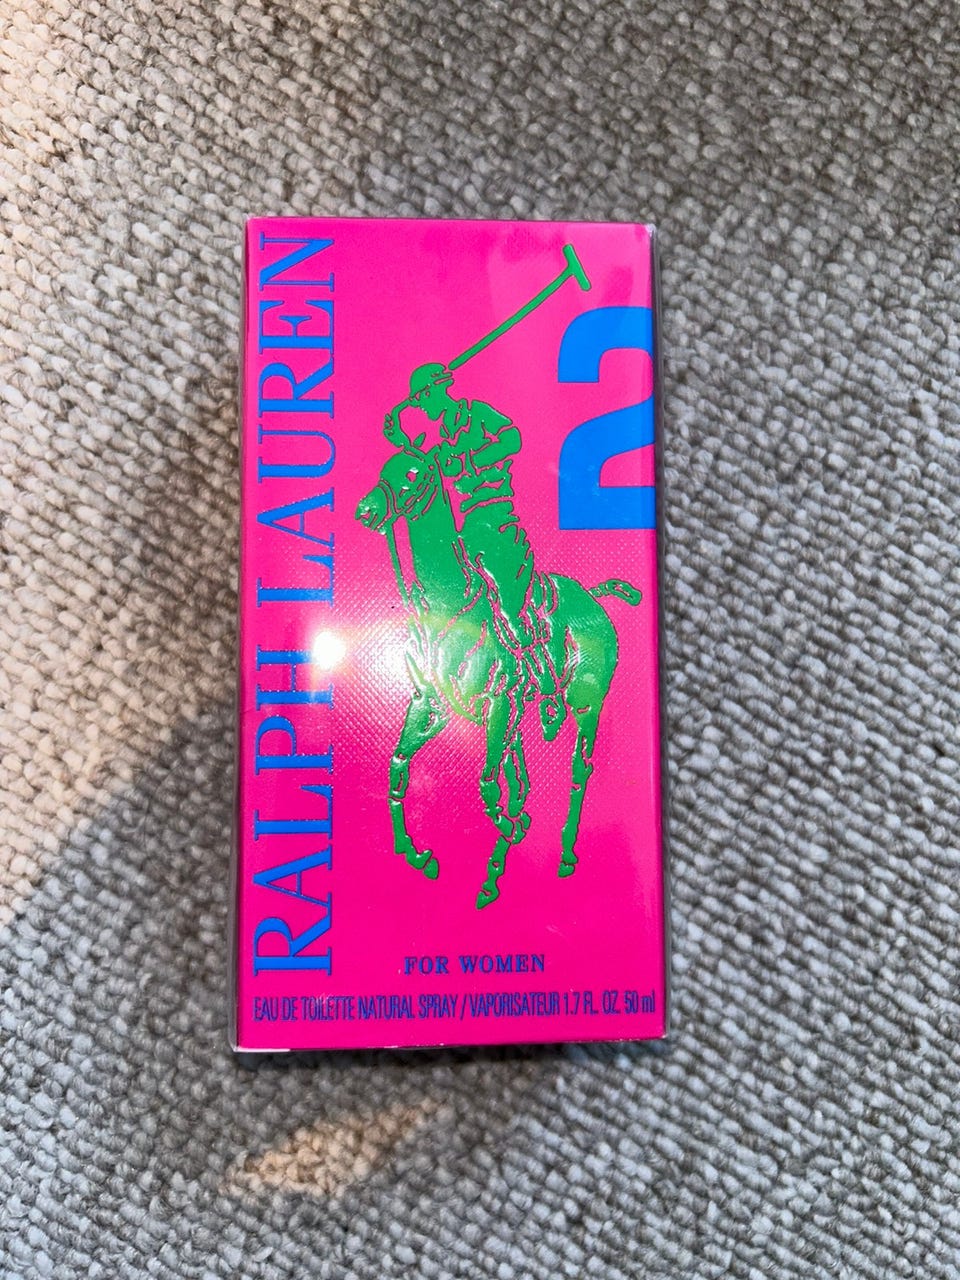 RALPH LAUREN
2
FOR WOMEN
EAU DE TOILETTE NATURAL SPRAY / VAPORISATEUR 1.7 FL. OZ. 50 ml